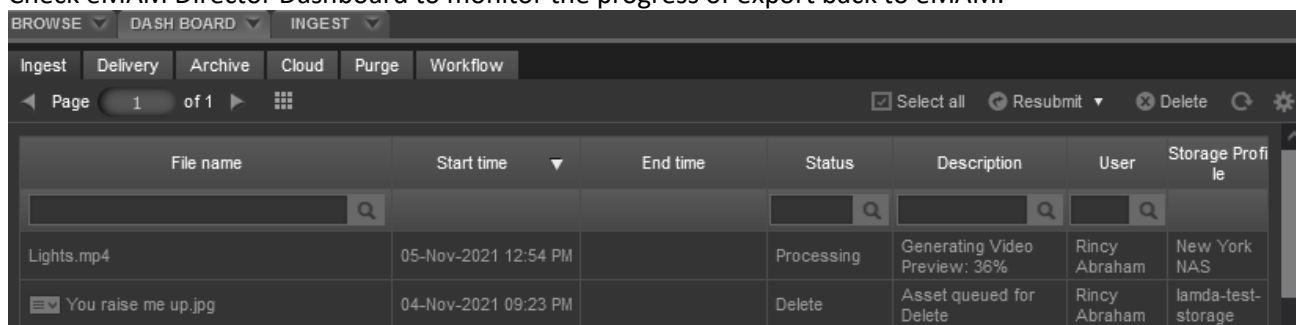 Check eMAM Director Dashboard to monitor the progress of export back to eMAM.
BROWSE DASH BOARD INGEST
Ingest Delivery Archive Cloud Purge Workflow
Page 1 of 1 Select all Resubmit Delete
File name Start time End time Status Description User Storage Profi
le
Lights.mp4 05-Nov-2021 12:54 PM Processing Generating Video Rincy New York
Preview: 36% Abraham NAS
You raise me up.jpg 04-Nov-2021 09:23 PM Delete Asset queued for Rincy lamda-test-
Delete Abraham storage